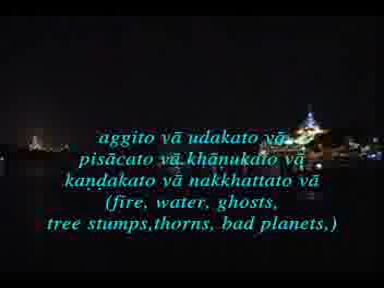 aggito vā udakato vā
pisācato vā khānukato vā
kaṇḍakato vā nakkhattato vā
(fire, water, ghosts,
tree stumps,thorns, bad planets,)